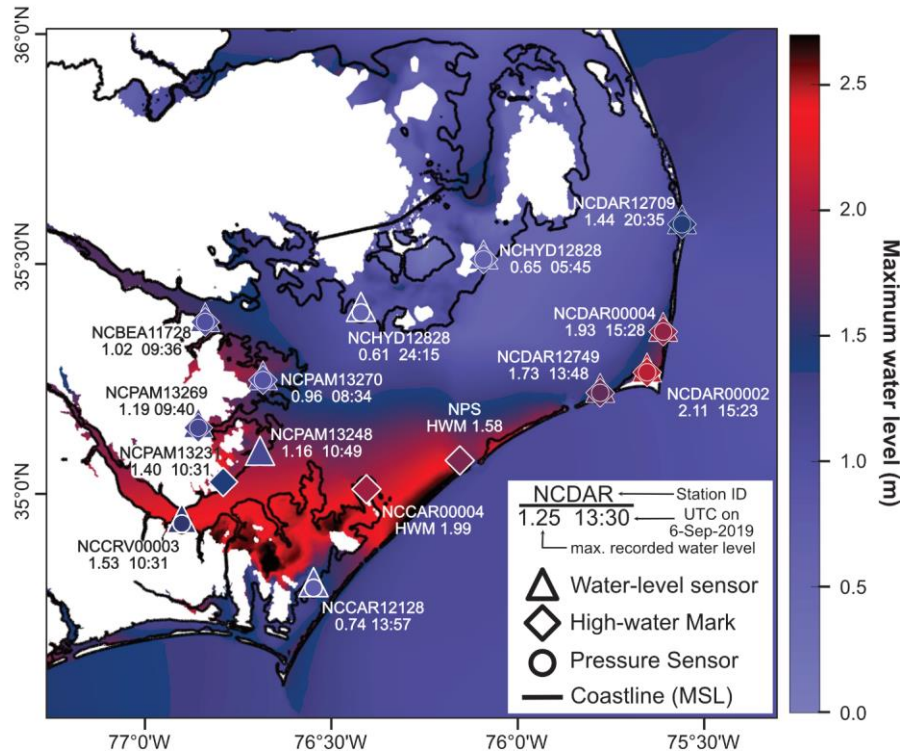 36°0'N
35°30'N
35°0'N
77°0'W
76°30'W
76°0'W
75°30'W
NCDAR12709
1.44 20:35
NCHYD12828
0.65 05:45
NCDAR00004
1.93 15:28
NCBEA11728
1.02 09:36
NCHYD12828
0.61 24:15
NCDAR12749
1.73 13:48
NCPAM13270
0.96 08:34
NCDAR00002
2.11 15:23
NCPAM13269
1.19 09:40
NPS
HWM 1.58
NCPAM13248
1.16 10:49
NCPAM13231
1.40 10:31
NCCAR00004
HWM 1.99
NCCRV00003
1.53 10:31
NCCAR12128
0.74 13:57
NCDAR Station ID
1.25 13:30 UTC on
6-Sep-2019
max. recorded water level
Water-level sensor
High-water Mark
Pressure Sensor
Coastline (MSL)
2.5
2.0
1.5
1.0
0.5
0.0
Maximum water level (m)